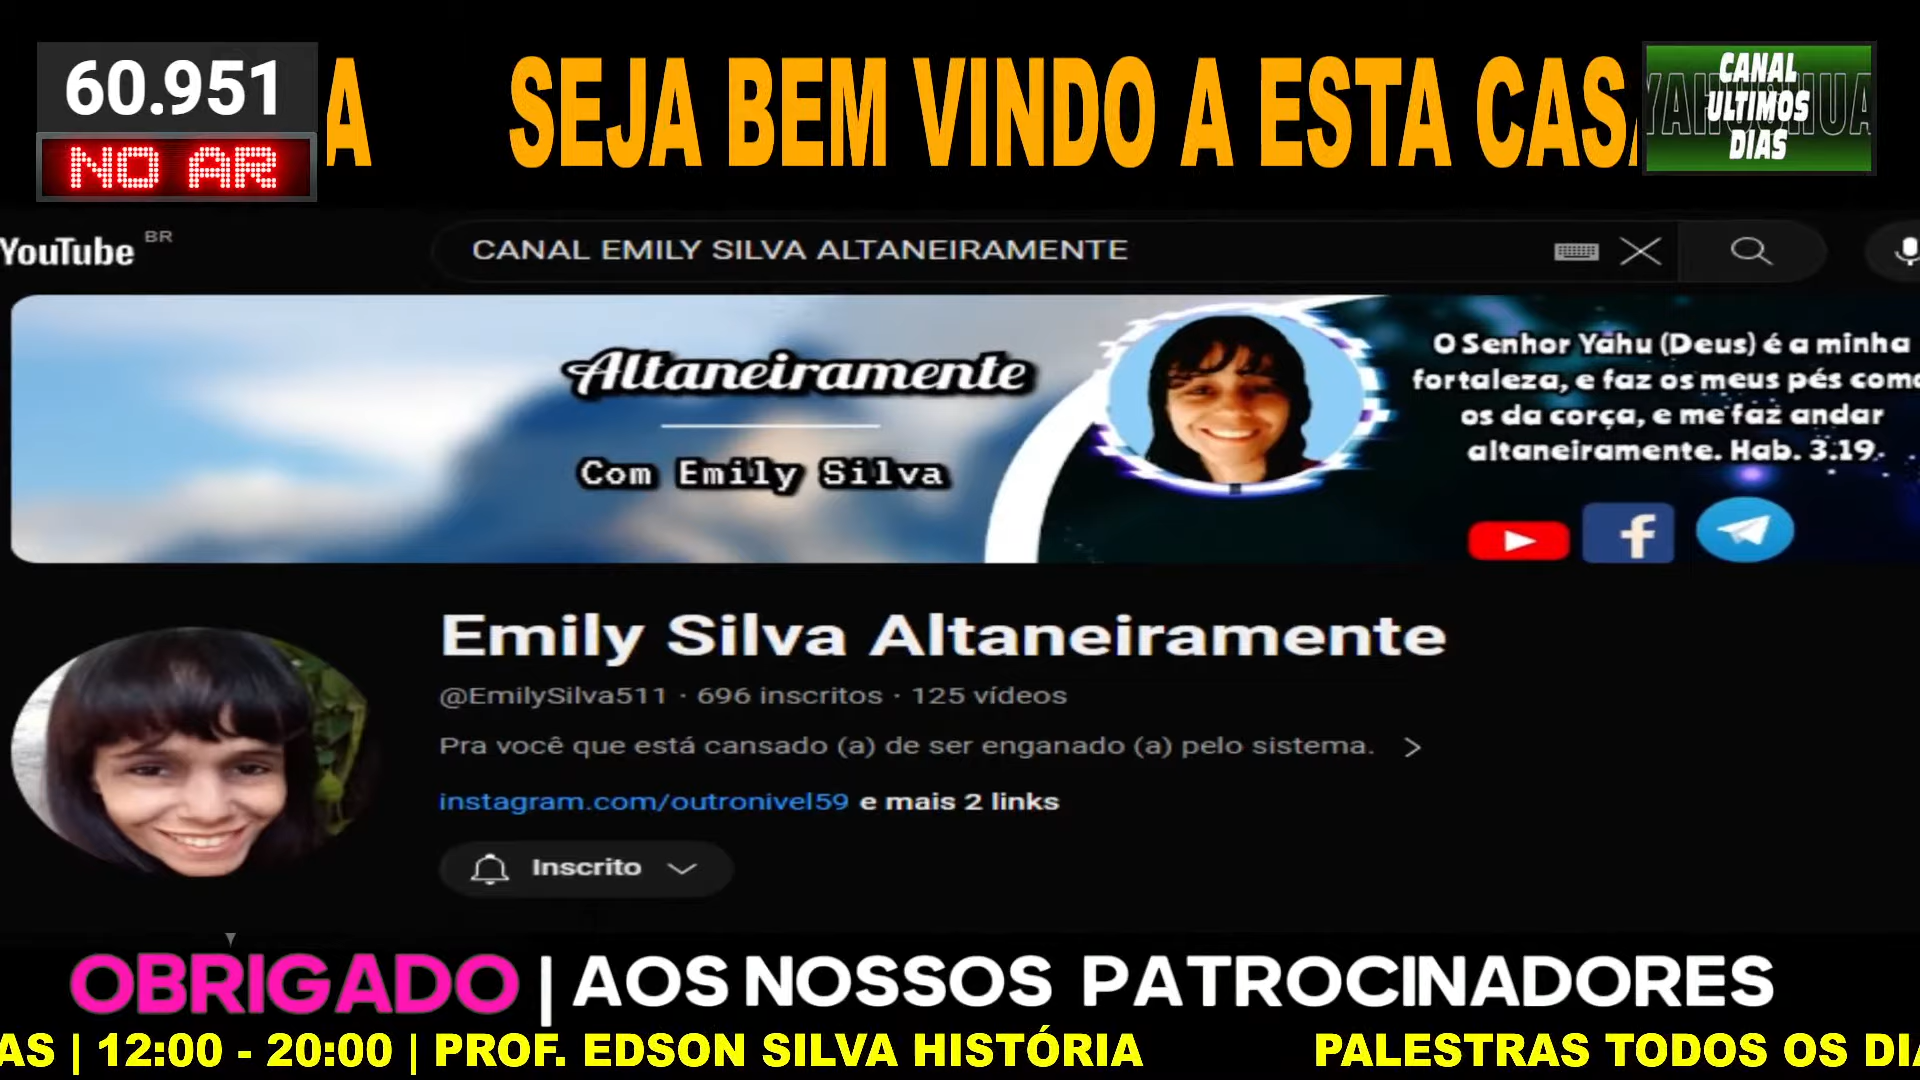 60.951
NO AR
A SEJA BEM VINDO A ESTA CASA
CANAL
ULTIMOS
DIAS
YouTube BR
CANAL EMILY SILVA ALTANEIRAMENTE
Altaneiramente
Com Emily Silva
O Senhor Yahu (Deus) é a minha
fortaleza, e faz os meus pés como
os da corça, e me faz andar
altaneiramente. Hab. 3.19.
Emily Silva Altaneiramente
@EmilySilva511 · 696 inscritos · 125 vídeos
Pra você que está cansado (a) de ser enganado (a) pelo sistema.
instagram.com/outronivel59 e mais 2 links
Inscrito
OBRIGADO | AOS NOSSOS PATROCINADORES
AS | 12:00 - 20:00 | PROF. EDSON SILVA HISTÓRIA PALESTRAS TODOS OS DIA